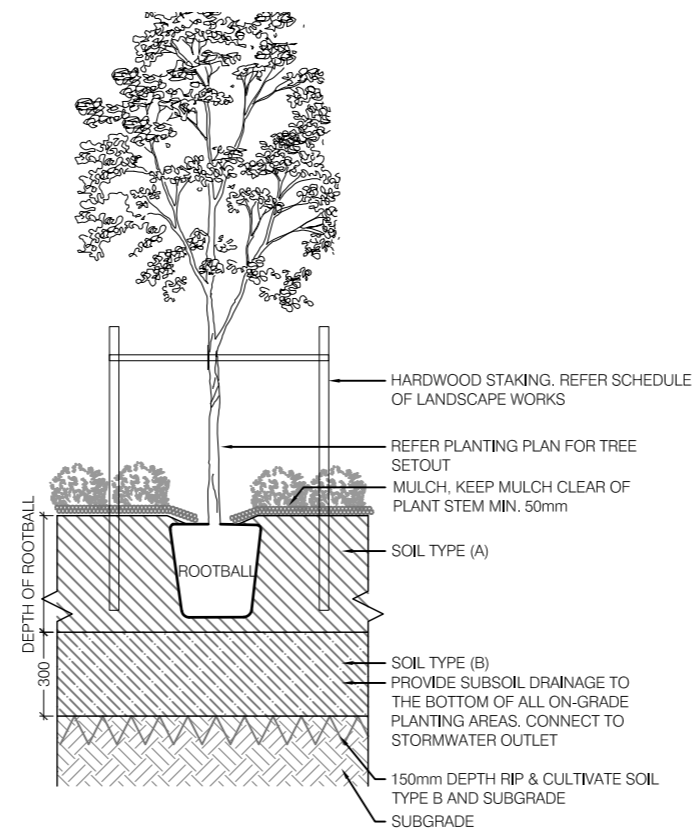 HARDWOOD STAKING. REFER SCHEDULE
OF LANDSCAPE WORKS
REFER PLANTING PLAN FOR TREE
SETOUT
MULCH, KEEP MULCH CLEAR OF
PLANT STEM MIN. 50mm
DEPTH OF ROOTBALL
ROOTBALL
SOIL TYPE (A)
300
SOIL TYPE (B)
PROVIDE SUBSOIL DRAINAGE TO
THE BOTTOM OF ALL ON-GRADE
PLANTING AREAS. CONNECT TO
STORMWATER OUTLET
150mm DEPTH RIP & CULTIVATE SOIL
TYPE B AND SUBGRADE
SUBGRADE